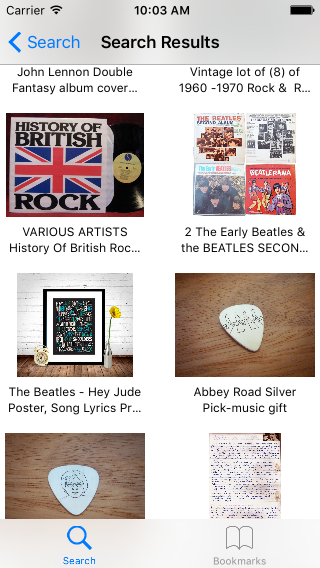 Carrier
10:03 AM
Search
Search Results
John Lennon Double
Fantasy album cover...
Vintage lot of (8) of
1960 -1970 Rock & R...
HISTORY OF
BRITISH
ROCK
THE BEATLES'
SECOND ALBUM
BEATLERAMA
VARIOUS ARTISTS
History Of British Roc...
2 The Early Beatles &
the BEATLES SECON...
The Beatles - Hey Jude
Poster, Song Lyrics Pr...
Abbey Road Silver
Pick-music gift
Search
Bookmarks